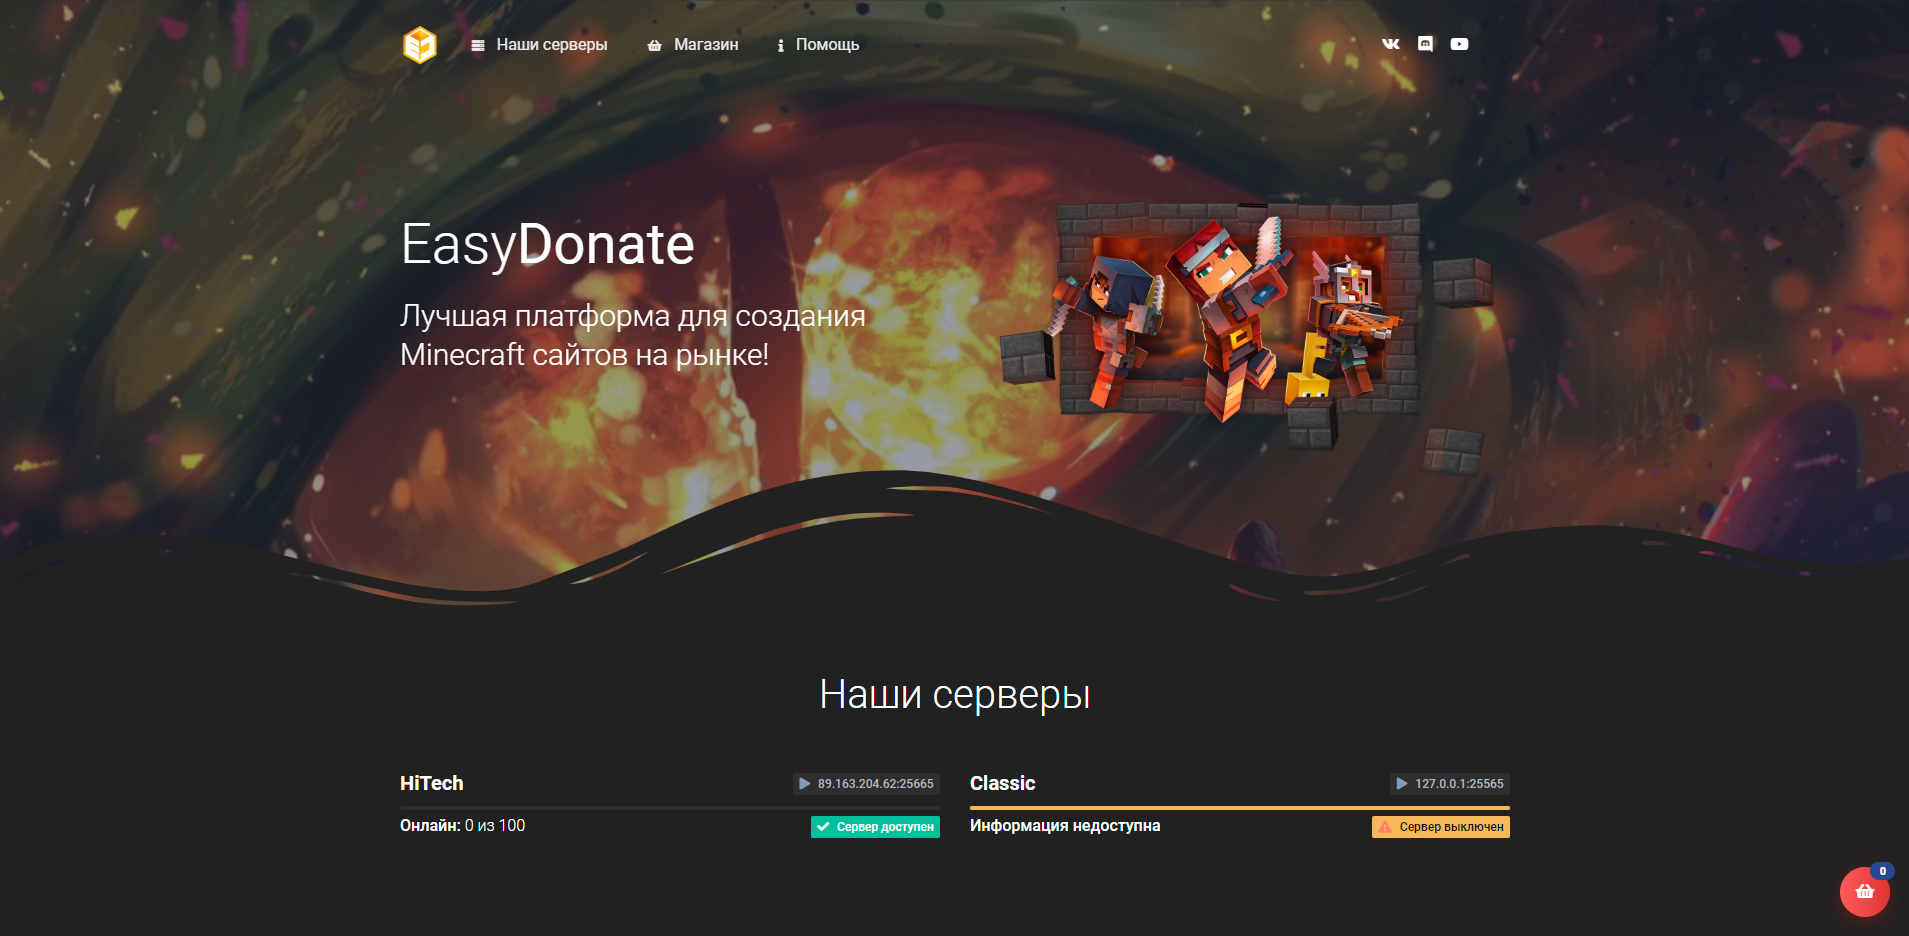 Наши серверы
Магазин
Помощь
EasyDonate
Лучшая платформа для создания
Minecraft сайтов на рынке!
Наши серверы
HiTech
89.163.204.62:25665
Онлайн: 0 из 100
Сервер доступен
Classic
127.0.0.1:25565
Информация недоступна
Сервер выключен
0